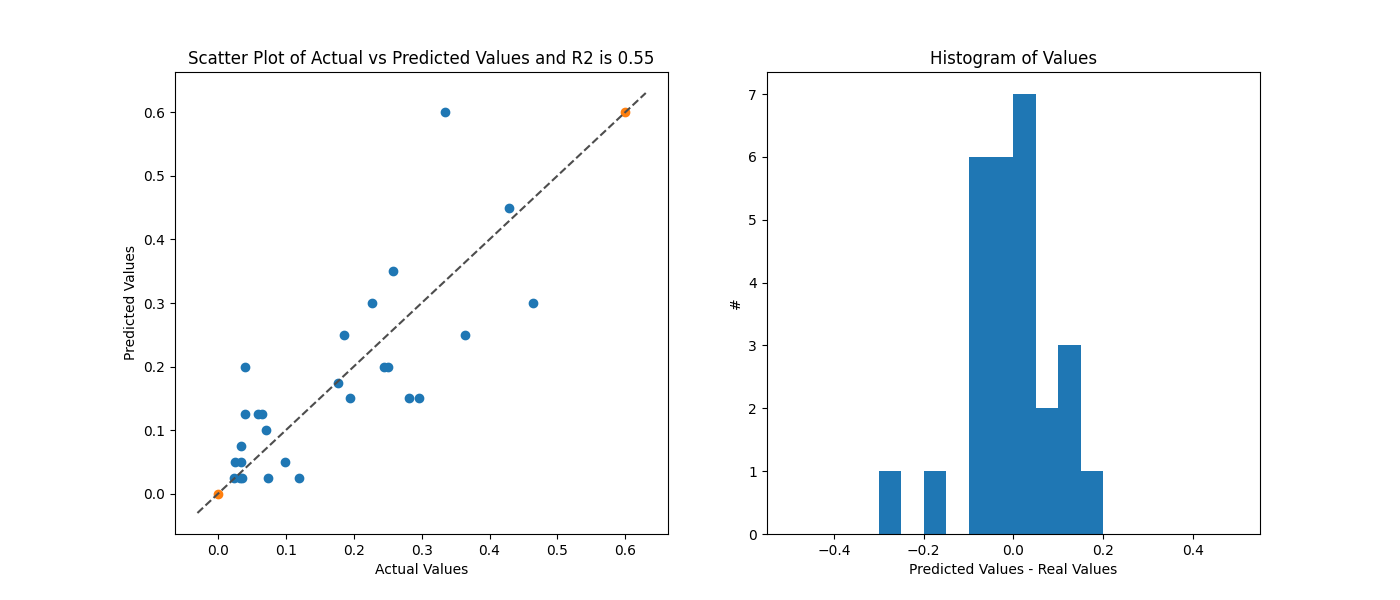 Scatter Plot of Actual vs Predicted Values and R2 is 0.55
0.6
0.5
0.4
0.3
0.2
0.1
0.0
Predicted Values
0.0 0.1 0.2 0.3 0.4 0.5 0.6
Actual Values
Histogram of Values
7
6
5
4
3
2
1
0
#
−0.4 −0.2 0.0 0.2 0.4
Predicted Values - Real Values